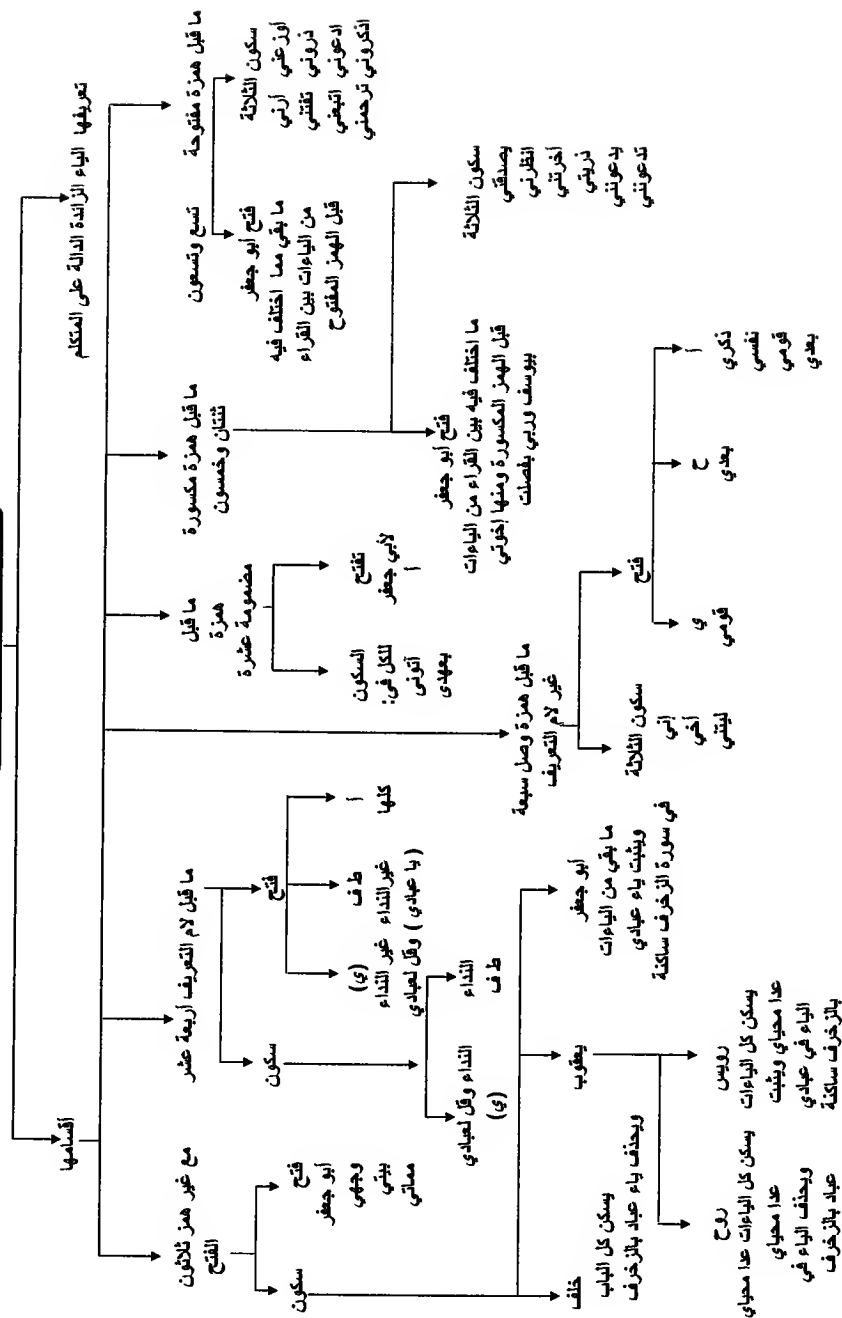 تعريفها الياء الزائدة الدالة على المتكلم
أقسامها
ما قبل همزة مفتوحة
تسع وتسعون
سكون الثلاثة
أرني
أوزعني
تفتني
ذروني
اتبعني
ادعوني
ترحمني
اذكروني
فتح أبو جعفر
ما بقي مما اختلف فيه
من الياءات بين القراء
قبل الهمز المفتوح
ما قبل همزة مكسورة
ثنتان وخمسون
سكون الثلاثة
يصدقني
انظرني
أخرتني
ذريتي
يدعونني
تدعونني
فتح أبو جعفر
ما اختلف فيه بين القراء من الياءات
قبل الهمز المكسورة ومنها إخوتي
بيوسف وربي بفصلت
ما قبل
همزة
مضمومة عشرة
تفتح
لأبي جعفر
أ
السكون
للكل في:
آتوني
بعهدي
ما قبل همزة وصل سبعة
غير لام التعريف
فتح
أ
ذكري
نفسي
قومي
بعدي
ح
بعدي
ي
قومي
سكون الثلاثة
إني
أخي
ليتني
ما قبل لام التعريف أربعة عشر
فتح
أ
كلها
ط ف
غير النداء
( يا عبادي )
(ي)
غير النداء
وقل لعبادي
سكون
النداء
ط ف
النداء وقل لعبادي
(ي)
مع غير همز ثلاثون
الفتح
فتح
أبو جعفر
بيتي
وجهي
مماتي
سكون
أبو جعفر
ما بقي من الياءات
ويثبت ياء عبادي
في سورة الزخرف ساكنة
يعقوب
رويس
يسكن كل الياءات
عدا محياي ويثبت
الياء في عبادي
بالزخرف ساكنة
روح
يسكن كل الياءات عدا محياي
عدا محياي
ويحذف الياء في
عباد بالزخرف
خلف
يسكن كل الباب
ويحذف ياء عباد بالزخرف